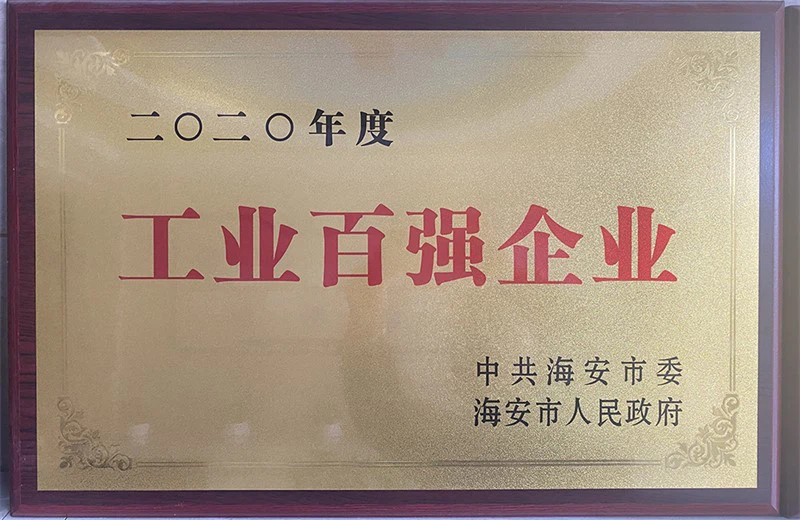 二〇二〇年度
工业百强企业
中共海安市委
海安市人民政府